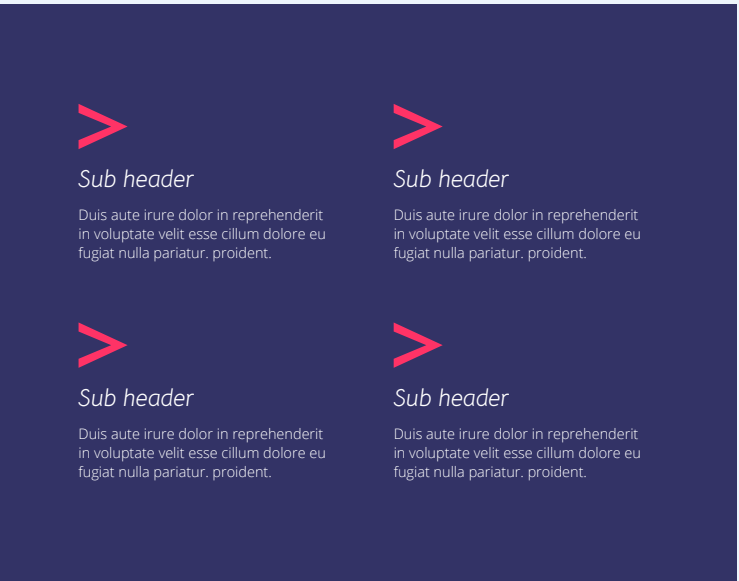 Sub header
Duis aute irure dolor in reprehenderit
in voluptate velit esse cillum dolore eu
fugiat nulla pariatur. proident.
Sub header
Duis aute irure dolor in reprehenderit
in voluptate velit esse cillum dolore eu
fugiat nulla pariatur. proident.
Sub header
Duis aute irure dolor in reprehenderit
in voluptate velit esse cillum dolore eu
fugiat nulla pariatur. proident.
Sub header
Duis aute irure dolor in reprehenderit
in voluptate velit esse cillum dolore eu
fugiat nulla pariatur. proident.